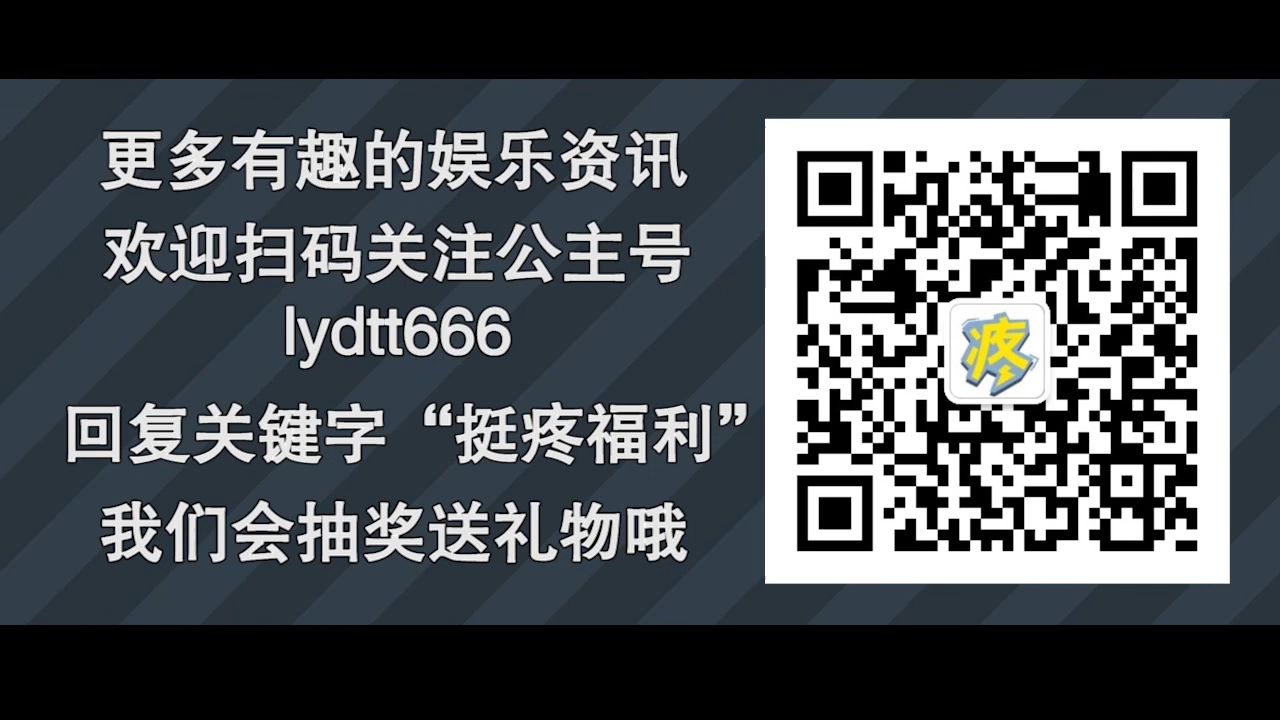 更多有趣的娱乐资讯
欢迎扫码关注公主号
lydtt666
回复关键字“挺疼福利”
我们会抽奖送礼物哦
疼